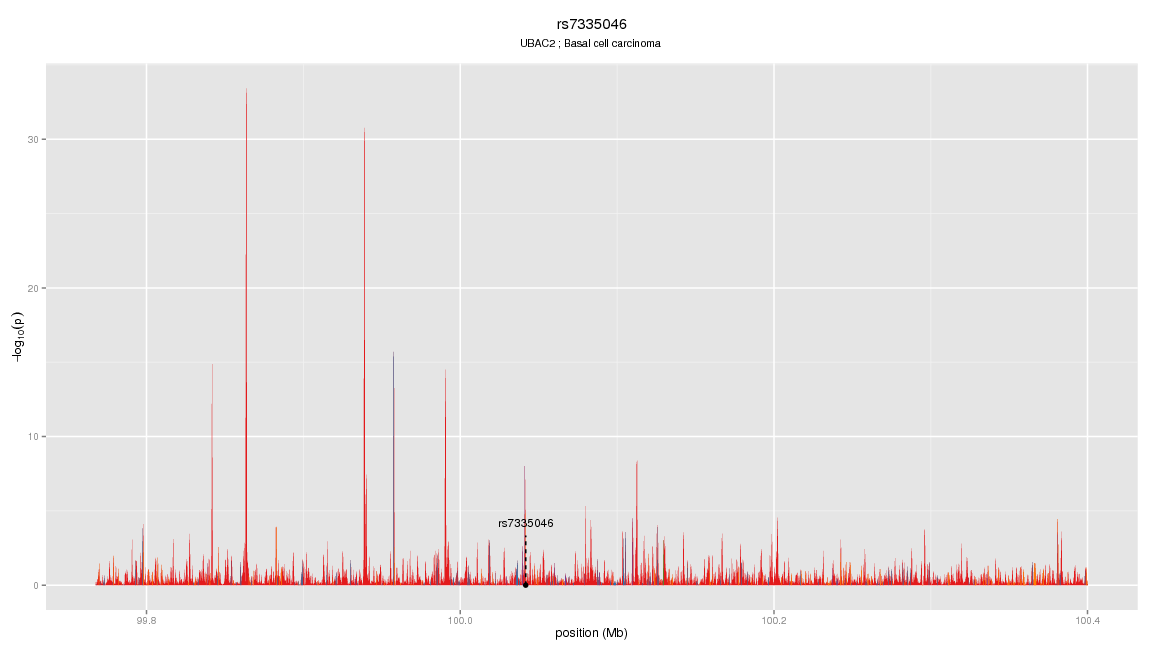 rs7335046
UBAC2 ; Basal cell carcinoma
30
20
10
0
−log10(p)
rs7335046
99.8
100.0
100.2
100.4
position (Mb)